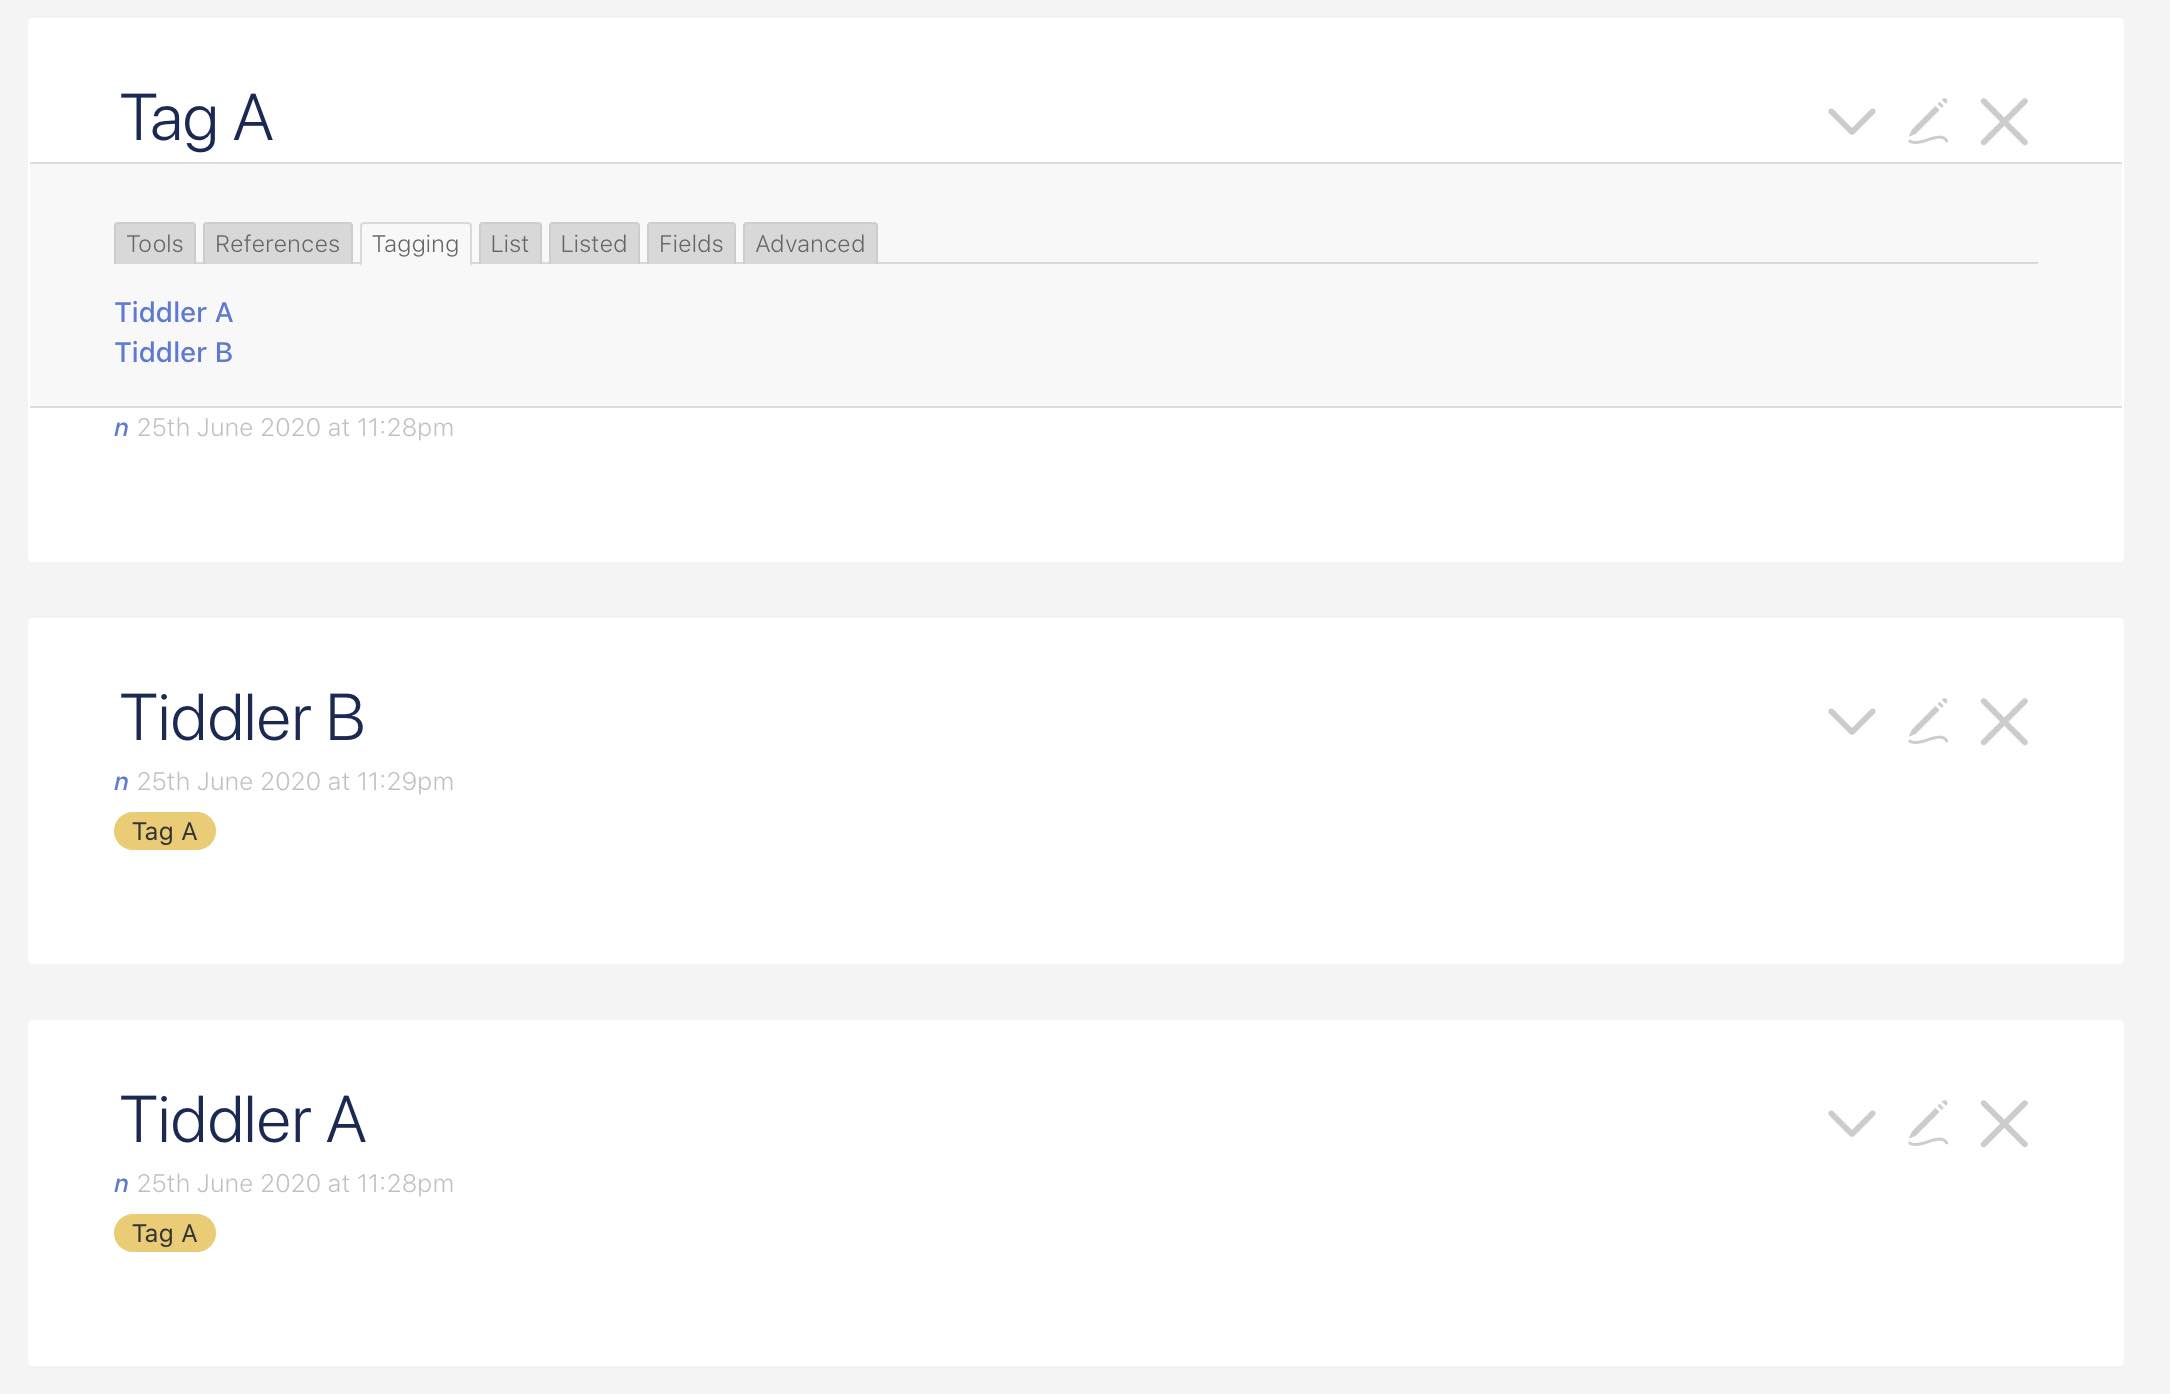 Tag A
Tools References Tagging List Listed Fields Advanced
Tiddler A
Tiddler B
n 25th June 2020 at 11:28pm
Tiddler B
n 25th June 2020 at 11:29pm
Tag A
Tiddler A
n 25th June 2020 at 11:28pm
Tag A